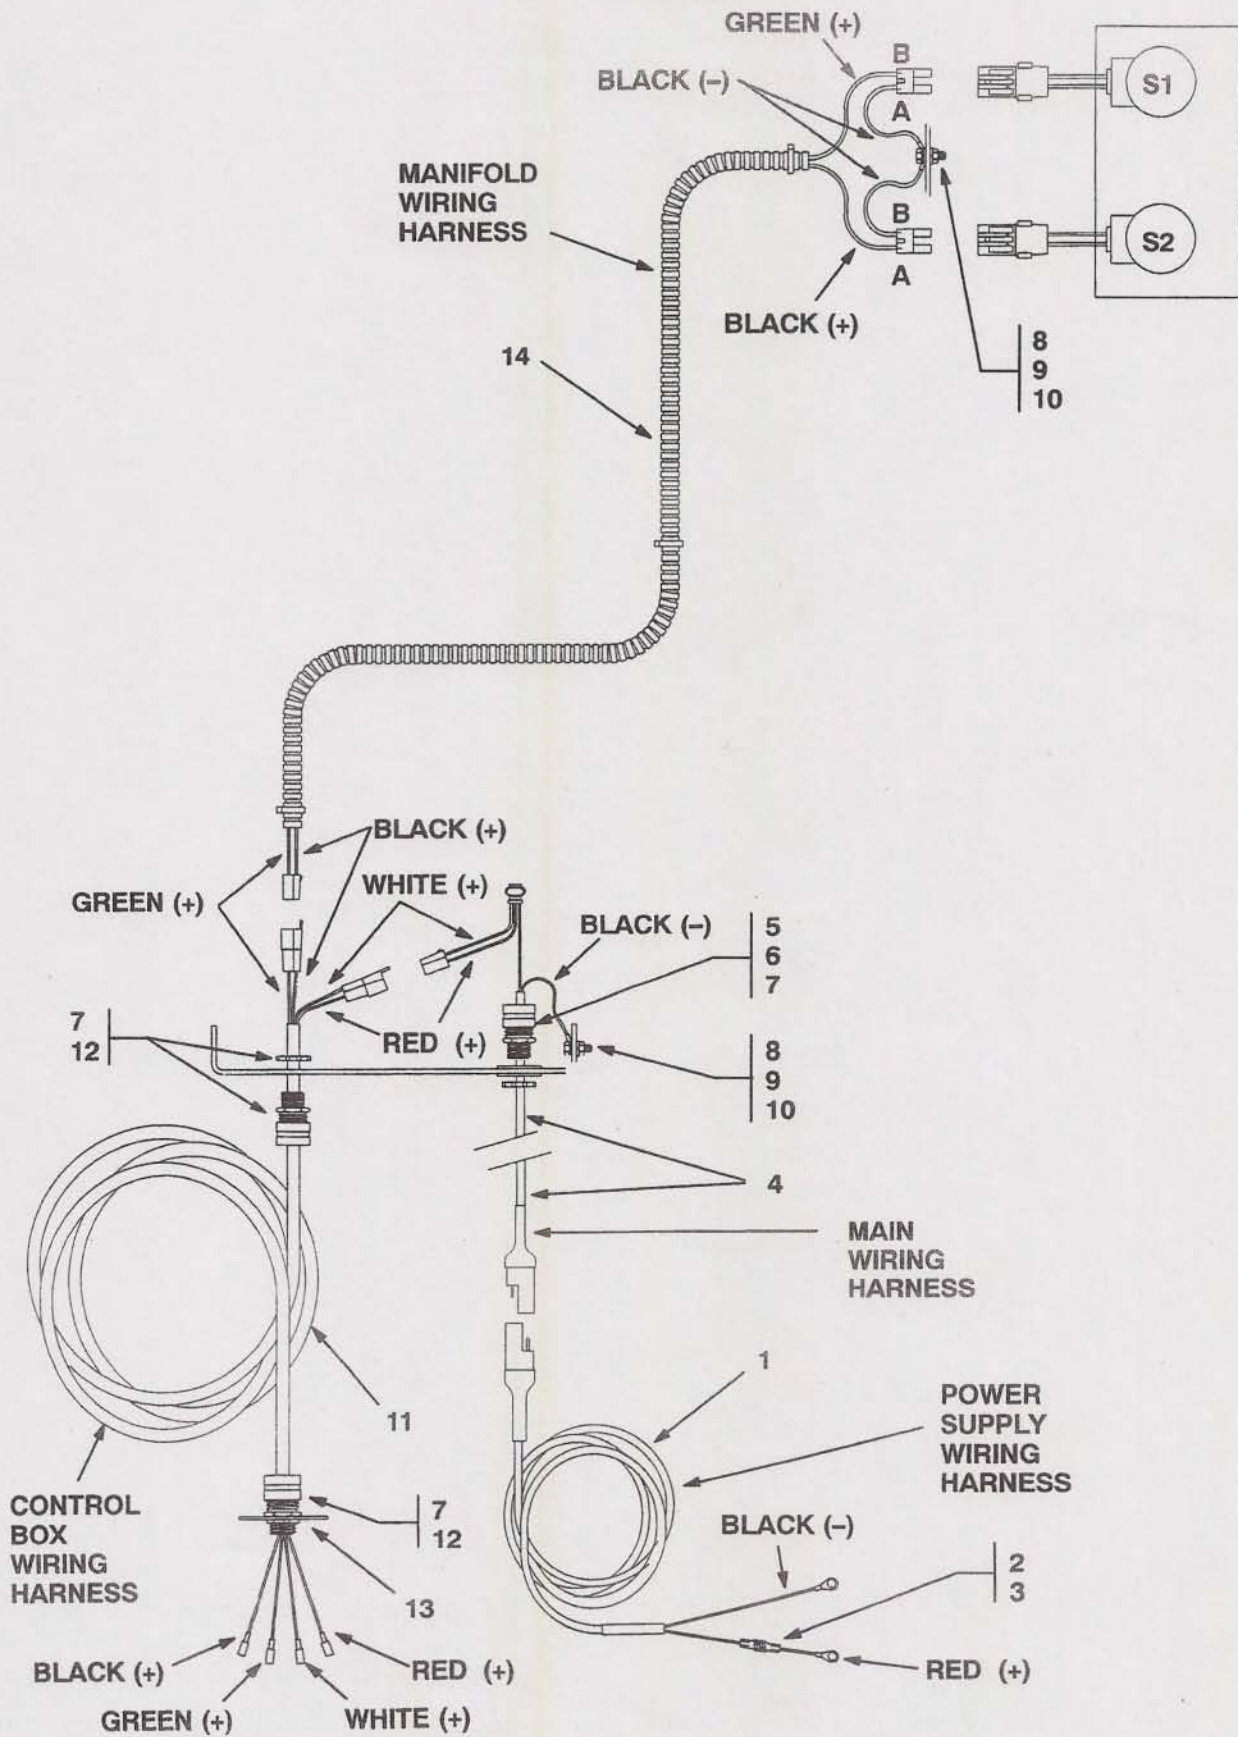 GREEN (+)
B
BLACK (–)
A
S1
MANIFOLD
WIRING
HARNESS
B
A
S2
BLACK (+)
14
8
9
10
BLACK (+)
WHITE (+)
GREEN (+)
BLACK (–)
5
6
7
7
12
RED (+)
8
9
10
4
MAIN
WIRING
HARNESS
1
11
POWER
SUPPLY
WIRING
HARNESS
CONTROL
BOX
WIRING
HARNESS
7
12
BLACK (–)
2
3
13
BLACK (+)
RED (+)
RED (+)
GREEN (+)
WHITE (+)